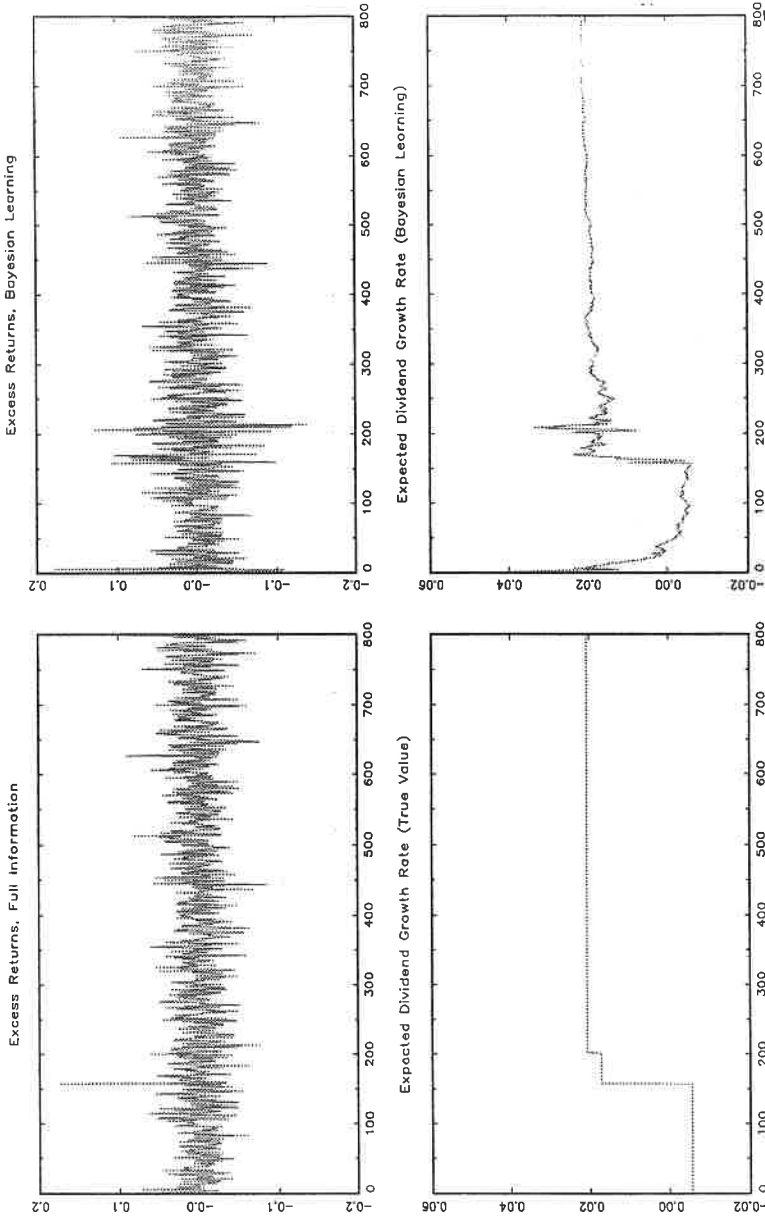 Excess Returns, Full Information
0.2
0.1
-0.0
-0.1
-0.2
0 100 200 300 400 500 600 700 800
Excess Returns, Bayesian Learning
0.2
0.1
-0.0
-0.1
-0.2
0 100 200 300 400 500 600 700 800
Expected Dividend Growth Rate (True Value)
0.06
0.04
0.02
0.00
-0.02
0 100 200 300 400 500 600 700 800
Expected Dividend Growth Rate (Bayesian Learning)
0.06
0.04
0.02
0.00
-0.02
0 100 200 300 400 500 600 700 800